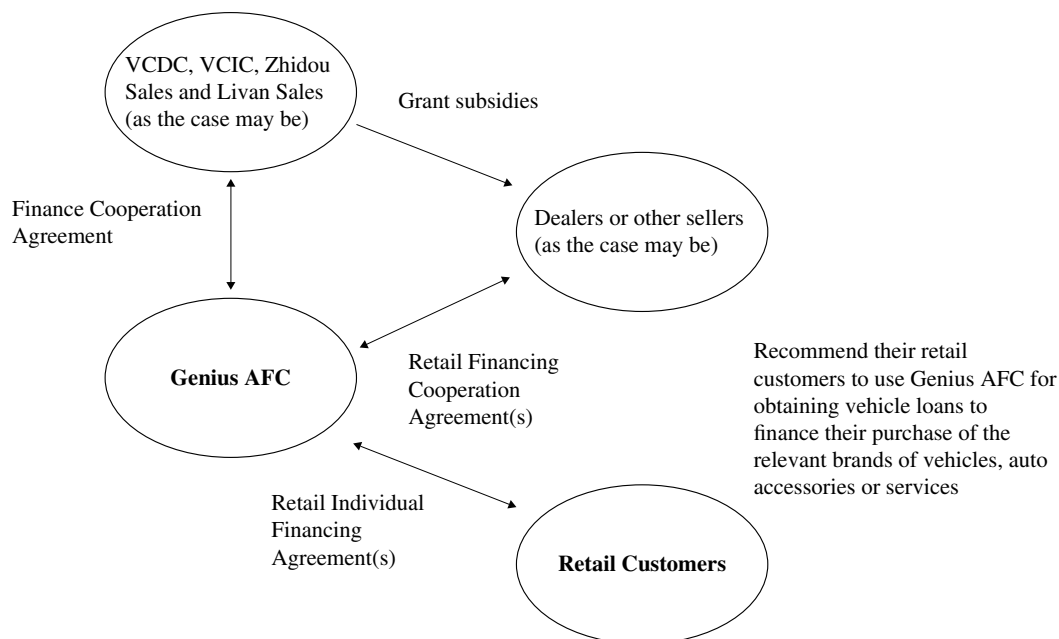 VCDC, VCIC, Zhidou
Sales and Livan Sales
(as the case may be)
Grant subsidies
Finance Cooperation
Agreement
Dealers or other sellers
(as the case may be)
Genius AFC
Retail Financing
Cooperation
Agreement(s)
Recommend their retail
customers to use Genius AFC for
obtaining vehicle loans to
finance their purchase of the
relevant brands of vehicles, auto
accessories or services
Retail Individual
Financing
Agreement(s)
Retail Customers